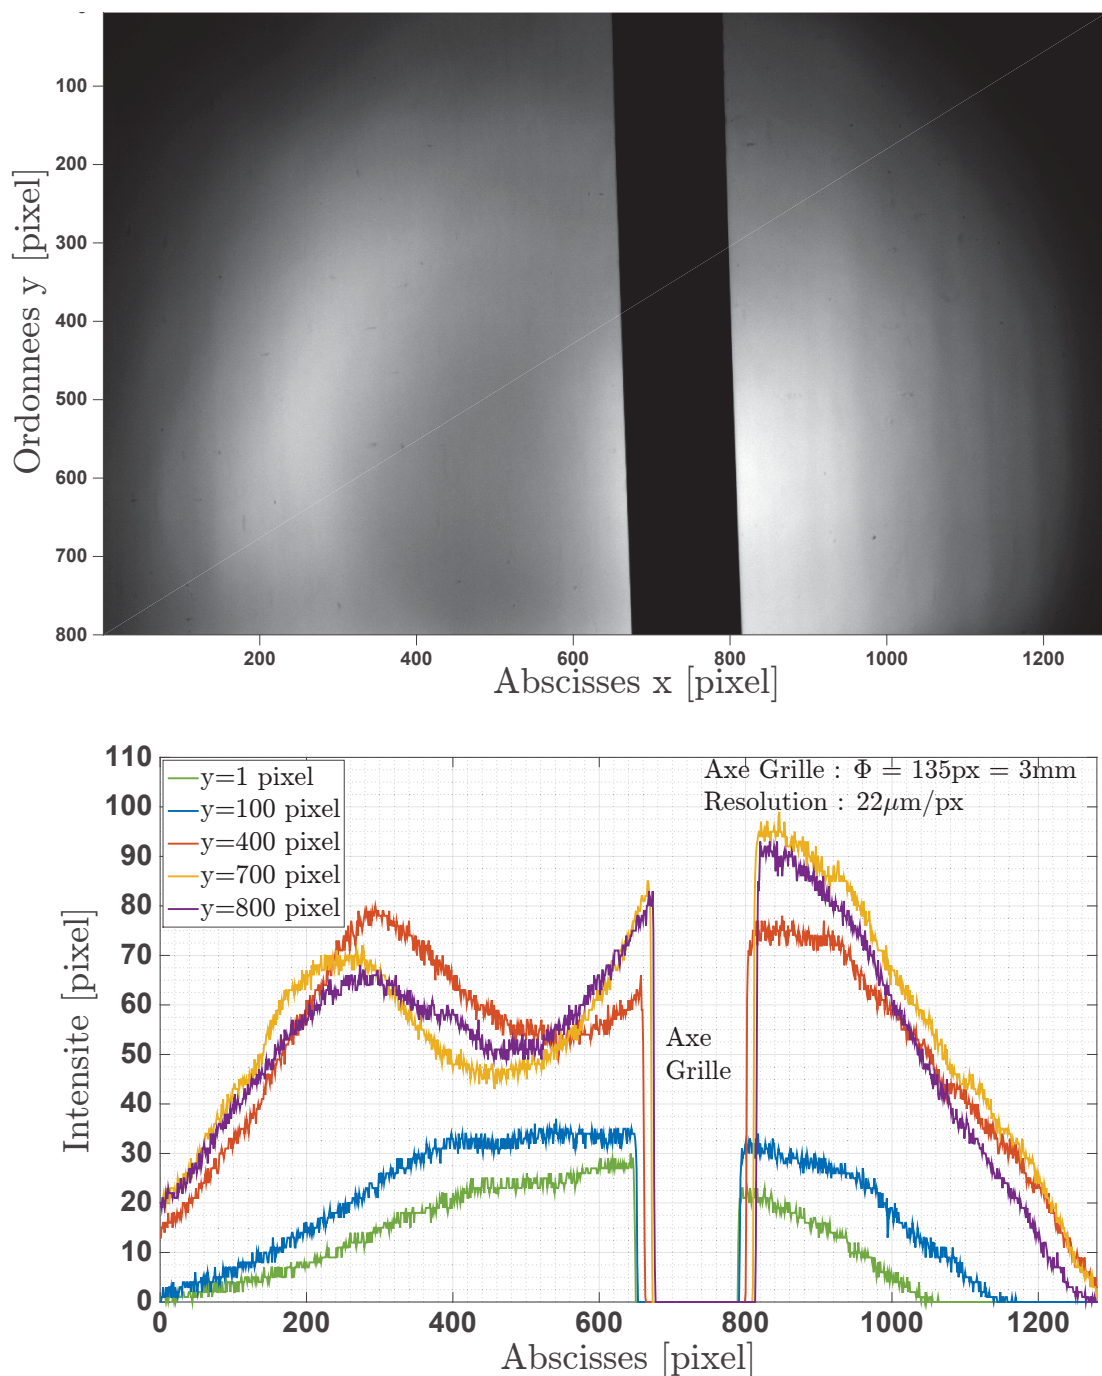 100
200
300
400
500
600
700
800
Ordonnees y [pixel]
200 400 600 800 1000 1200
Abscisses x [pixel]
110
100
90
80
70
60
50
40
30
20
10
0
Intensite [pixel]
y=1 pixel
y=100 pixel
y=400 pixel
y=700 pixel
y=800 pixel
Axe Grille : Φ = 135px = 3mm
Resolution : 22μm/px
Axe
Grille
0 200 400 600 800 1000 1200
Abscisses [pixel]